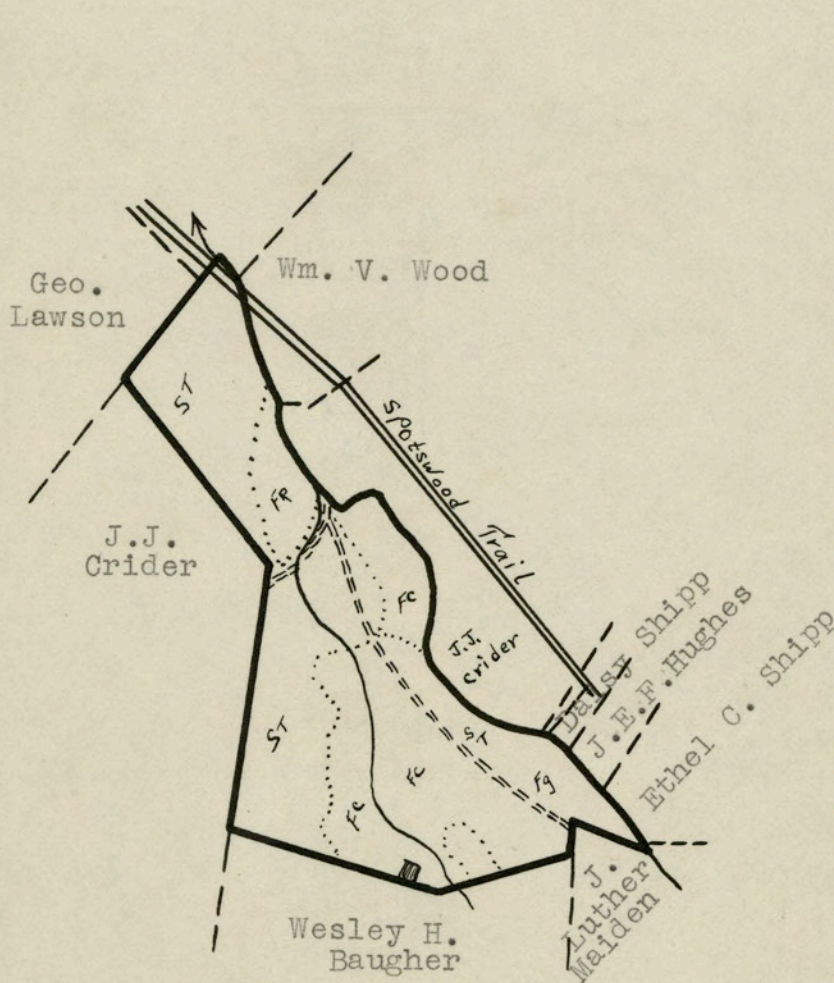 Wm. V. Wood
Geo.
Lawson
ST
Spotswood Trail
FP
J.J.
Crider
FC
J.J.
crider
Daisy Shipp
J.E.F.Hughes
Ethel C. Shipp
ST
ST
FC
Fg
FC
J.
Luther
Maiden
Wesley H.
Baugher